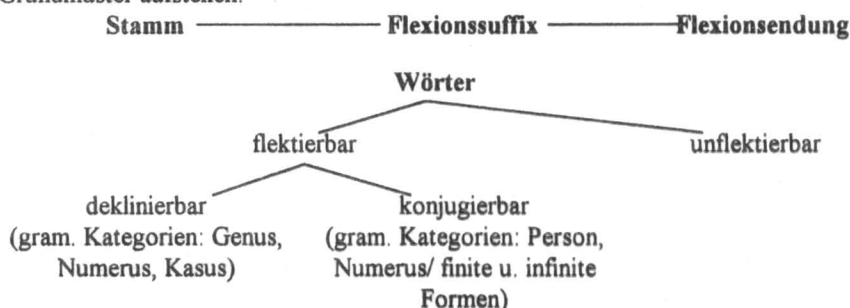 Grundmuster aufstellen:
Stamm Flexionssuffix Flexionsendung
Wörter
flektierbar unflektierbar
deklinierbar konjugierbar
(gram. Kategorien: Genus, (gram. Kategorien: Person,
Numerus, Kasus) Numerus/ finite u. infinite
Formen)